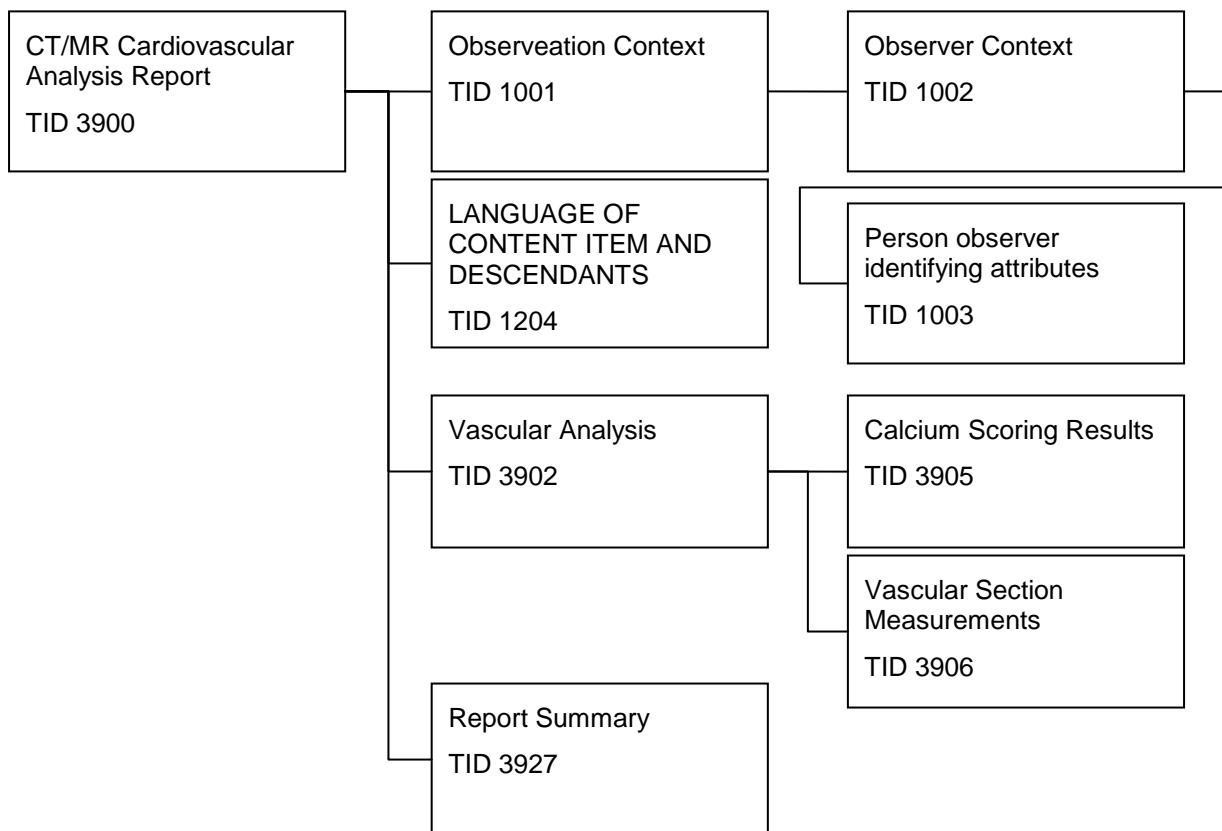 CT/MR Cardiovascular
Analysis Report
TID 3900
Observeation Context
TID 1001
Observer Context
TID 1002
LANGUAGE OF
CONTENT ITEM AND
DESCENDANTS
TID 1204
Person observer
identifying attributes
TID 1003
Vascular Analysis
TID 3902
Calcium Scoring Results
TID 3905
Vascular Section
Measurements
TID 3906
Report Summary
TID 3927